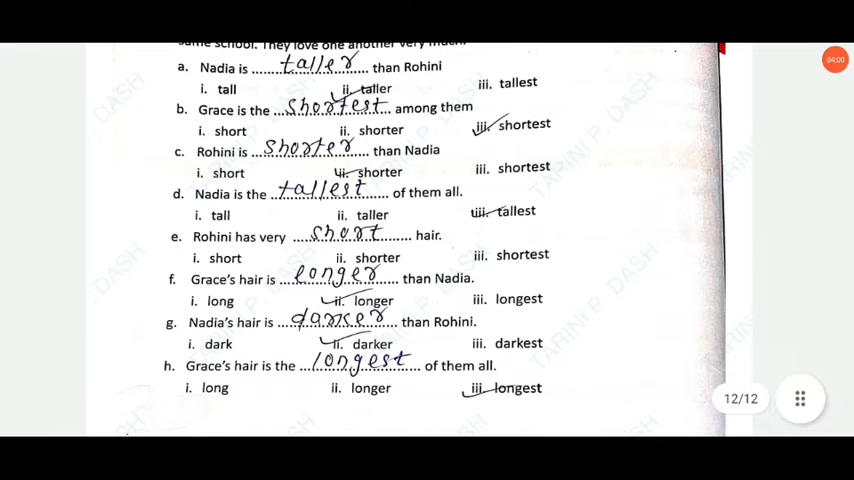 same school. They love one another very much.
04:00
a. Nadia is ....taller.... than Rohini
i. tall ii. taller iii. tallest
b. Grace is the ....shortest.... among them
i. short ii. shorter iii. shortest
c. Rohini is ....shorter.... than Nadia
i. short ii. shorter iii. shortest
d. Nadia is the ....tallest.... of them all.
i. tall ii. taller iii. tallest
e. Rohini has very ....short.... hair.
i. short ii. shorter iii. shortest
f. Grace's hair is ....longer.... than Nadia.
i. long ii. longer iii. longest
g. Nadia's hair is ....darker.... than Rohini.
i. dark ii. darker iii. darkest
h. Grace's hair is the ....longest.... of them all.
i. long ii. longer iii. longest
12/12
TARINI P. DASH